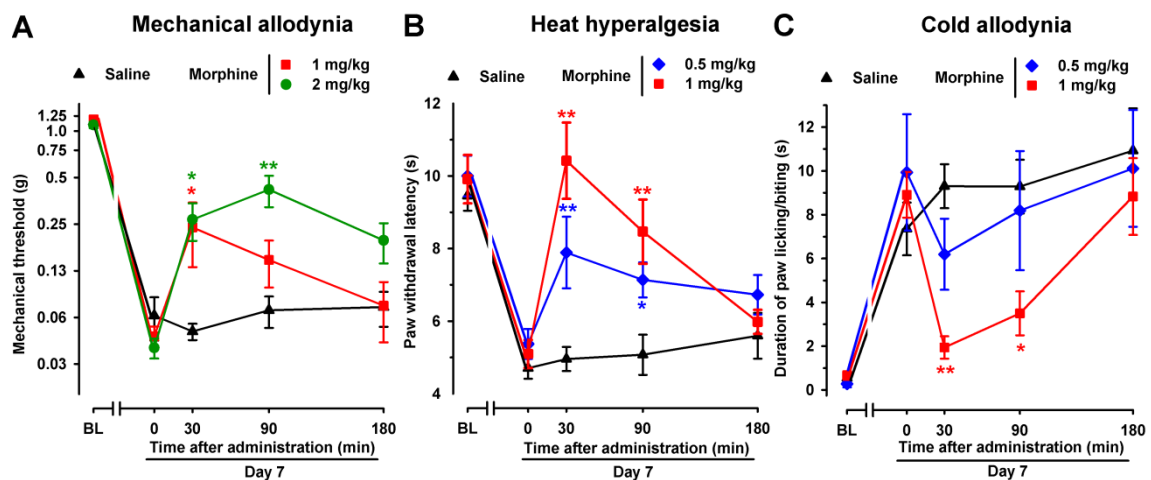 A
Mechanical allodynia
Saline
Morphine
1 mg/kg
2 mg/kg
Mechanical threshold (g)
1.25
1.0
0.75
0.5
0.25
0.13
0.06
0.03
*
*
**
BL
0
30
90
180
Time after administration (min)
Day 7
B
Heat hyperalgesia
Saline
Morphine
0.5 mg/kg
1 mg/kg
Paw withdrawal latency (s)
12
10
8
6
4
**
**
**
*
BL
0
30
90
180
Time after administration (min)
Day 7
C
Cold allodynia
Saline
Morphine
0.5 mg/kg
1 mg/kg
Duration of paw licking/biting (s)
12
10
8
6
4
2
0
**
*
BL
0
30
90
180
Time after administration (min)
Day 7